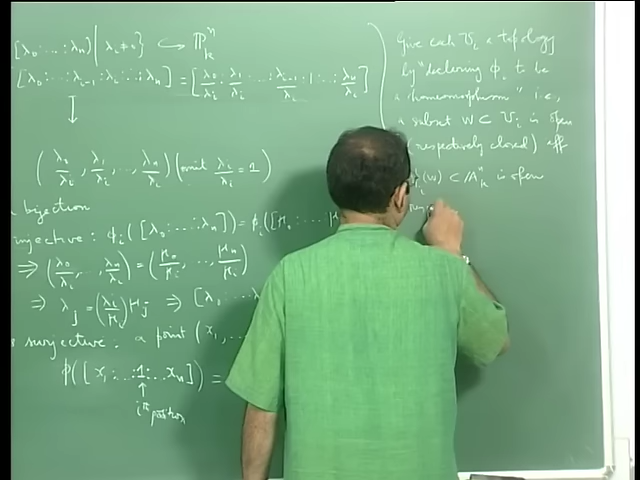 [λ₀:…:λₙ) | λᵢ≠0} ↪ ℙⁿₖ
[λ₀:…:λᵢ₋₁:λᵢ:…:λₙ] = [λ₀/λᵢ:λ₁/λᵢ:…:λᵢ₋₁/λᵢ:1:…:λₙ/λᵢ]
↓
(λ₀/λᵢ, λ₁/λᵢ, …, λₙ/λᵢ) (omit λᵢ/λᵢ = 1)
bijection
injective: ϕᵢ([λ₀,…,λₙ]) = ϕᵢ([μ₀:…
⇒ (λ₀/λᵢ, …, λₙ/λᵢ) = (μ₀/μᵢ, …, μₙ/μᵢ)
⇒ λⱼ = (λᵢ/μᵢ) μⱼ ⇒ [λ₀…
surjective: a point (x₁,…
ϕ([x₁:…:1:…xₙ]) =
↑
iᵗʰ position
Give each Uᵢ a topology
by "declaring ϕᵢ to be
a homeomorphism" i.e.,
a subset W ⊂ Uᵢ is open
(respectively closed) iff
ᵢ(W) ⊂ 𝔸ⁿₖ is open